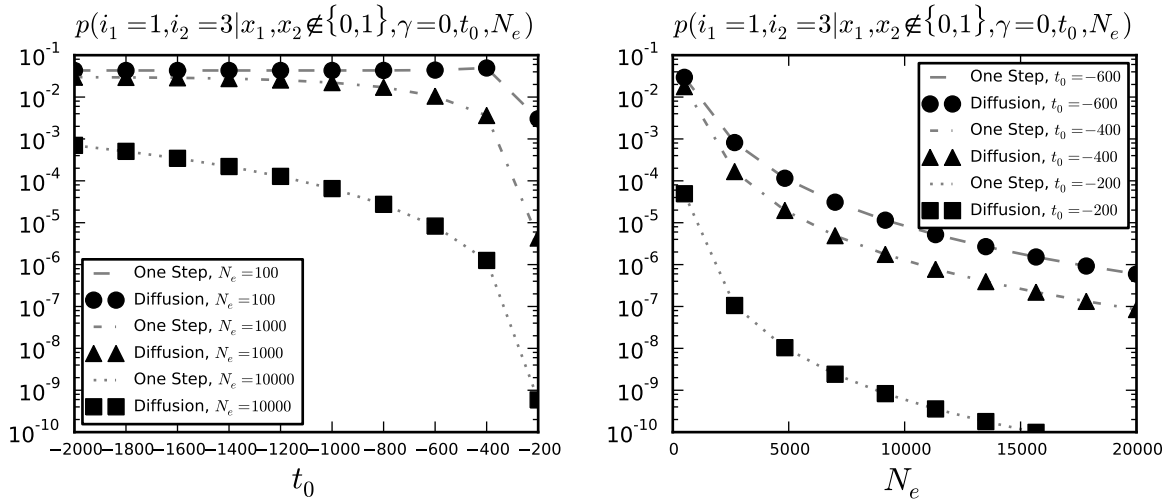 p(i₁=1,i₂=3|x₁,x₂∉{0,1},γ=0,t₀,Nₑ)
10⁻¹
10⁻²
10⁻³
10⁻⁴
10⁻⁵
10⁻⁶
10⁻⁷
10⁻⁸
10⁻⁹
10⁻¹⁰
One Step, Nₑ=100
Diffusion, Nₑ=100
One Step, Nₑ=1000
Diffusion, Nₑ=1000
One Step, Nₑ=10000
Diffusion, Nₑ=10000
−2000 −1800 −1600 −1400 −1200 −1000 −800 −600 −400 −200
t₀
p(i₁=1,i₂=3|x₁,x₂∉{0,1},γ=0,t₀,Nₑ)
10⁻¹
10⁻²
10⁻³
10⁻⁴
10⁻⁵
10⁻⁶
10⁻⁷
10⁻⁸
10⁻⁹
10⁻¹⁰
One Step, t₀=−600
Diffusion, t₀=−600
One Step, t₀=−400
Diffusion, t₀=−400
One Step, t₀=−200
Diffusion, t₀=−200
0 5000 10000 15000 20000
Nₑ